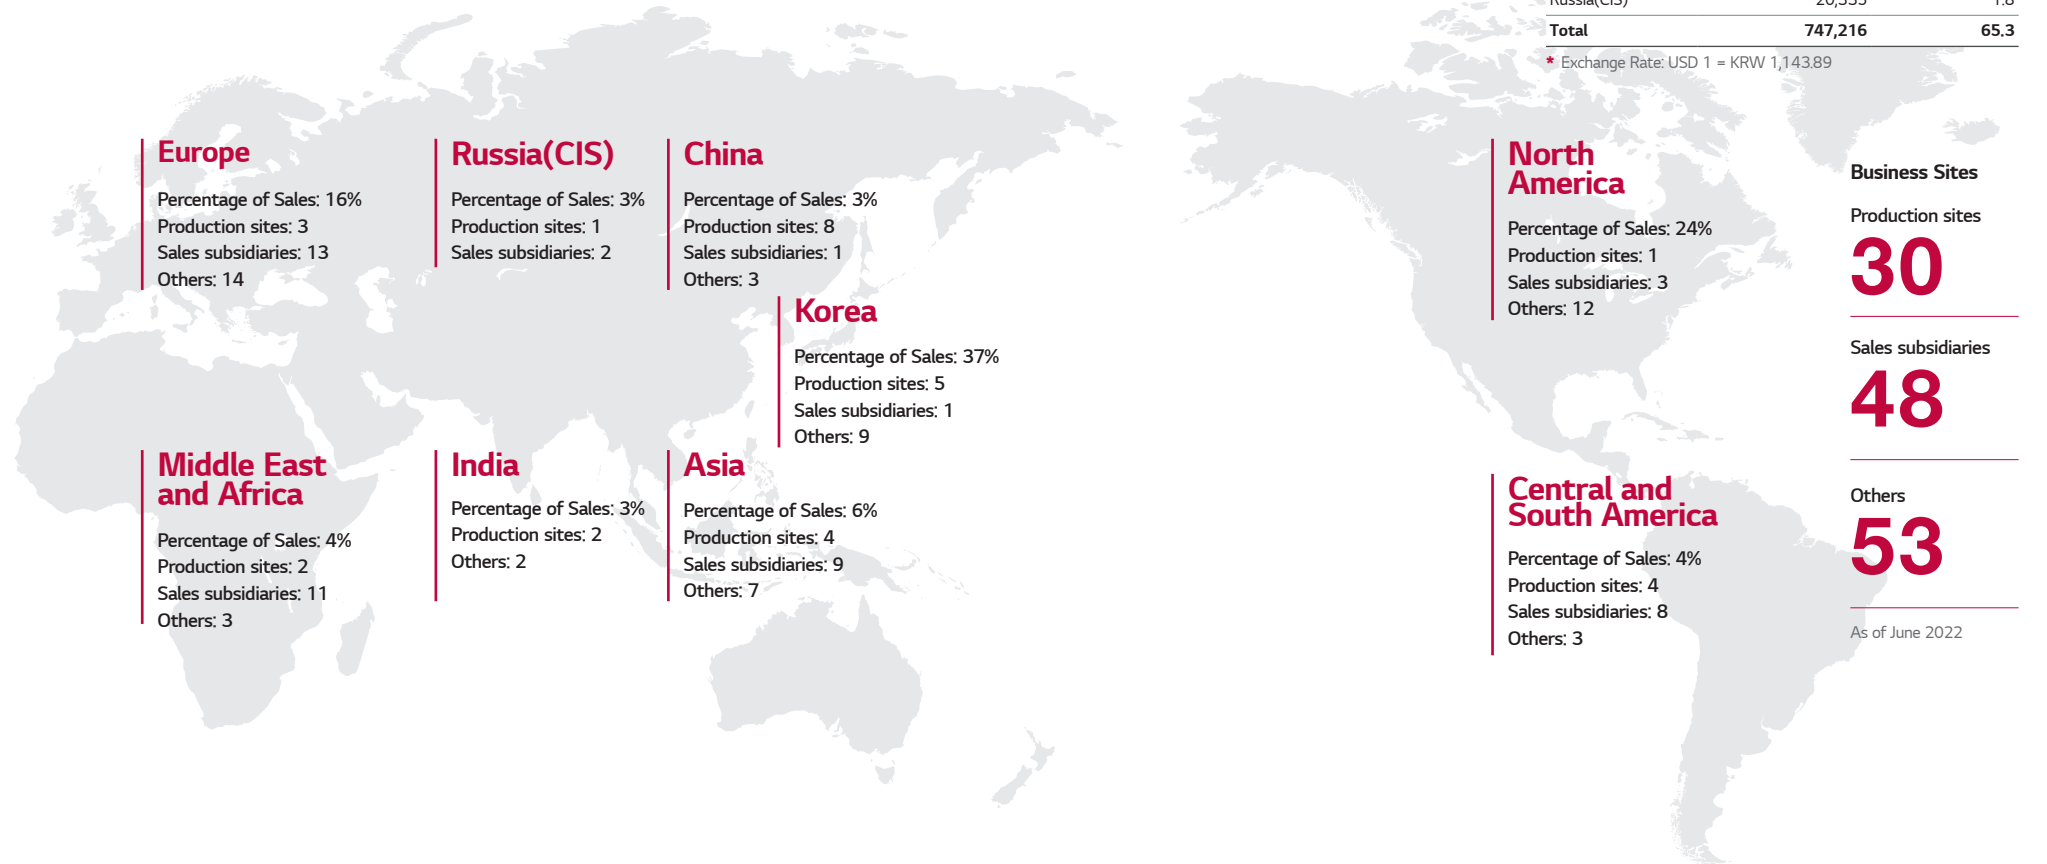 Russia(CIS) 20,335 1.8
Total 747,216 65.3
* Exchange Rate: USD 1 = KRW 1,143.89
Europe
Percentage of Sales: 16%
Production sites: 3
Sales subsidiaries: 13
Others: 14
Russia(CIS)
Percentage of Sales: 3%
Production sites: 1
Sales subsidiaries: 2
China
Percentage of Sales: 3%
Production sites: 8
Sales subsidiaries: 1
Others: 3
Korea
Percentage of Sales: 37%
Production sites: 5
Sales subsidiaries: 1
Others: 9
Middle East
and Africa
Percentage of Sales: 4%
Production sites: 2
Sales subsidiaries: 11
Others: 3
India
Percentage of Sales: 3%
Production sites: 2
Others: 2
Asia
Percentage of Sales: 6%
Production sites: 4
Sales subsidiaries: 9
Others: 7
North
America
Percentage of Sales: 24%
Production sites: 1
Sales subsidiaries: 3
Others: 12
Central and
South America
Percentage of Sales: 4%
Production sites: 4
Sales subsidiaries: 8
Others: 3
Business Sites
Production sites
30
Sales subsidiaries
48
Others
53
As of June 2022